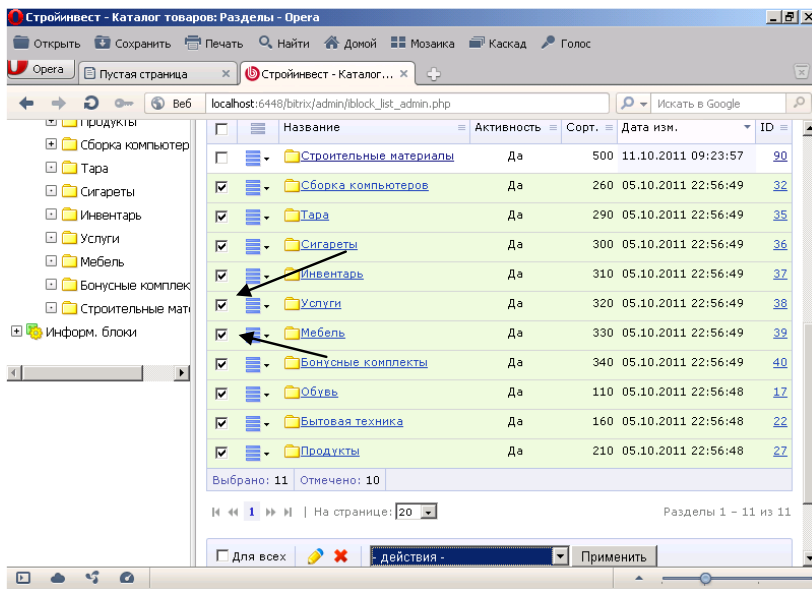 Стройинвест - Каталог товаров: Разделы - Opera
Открыть Сохранить Печать Найти Домой Мозаика Каскад Голос
Opera Пустая страница Стройинвест - Каталог...
Веб localhost:6448/bitrix/admin/iblock_list_admin.php Искать в Google
Продукты
Сборка компьютер
Тара
Сигареты
Инвентарь
Услуги
Мебель
Бонусные комплек
Строительные мат
Информ. блоки
Название Активность Сорт. Дата изм. ID
Строительные материалы Да 500 11.10.2011 09:23:57 90
Сборка компьютеров Да 260 05.10.2011 22:56:49 32
Тара Да 290 05.10.2011 22:56:49 35
Сигареты Да 300 05.10.2011 22:56:49 36
Инвентарь Да 310 05.10.2011 22:56:49 37
Услуги Да 320 05.10.2011 22:56:49 38
Мебель Да 330 05.10.2011 22:56:49 39
Бонусные комплекты Да 340 05.10.2011 22:56:49 40
Обувь Да 110 05.10.2011 22:56:48 17
Бытовая техника Да 160 05.10.2011 22:56:48 22
Продукты Да 210 05.10.2011 22:56:48 27
Выбрано: 11 Отмечено: 10
1 | На странице: 20 Разделы 1 – 11 из 11
Для всех - действия - Применить